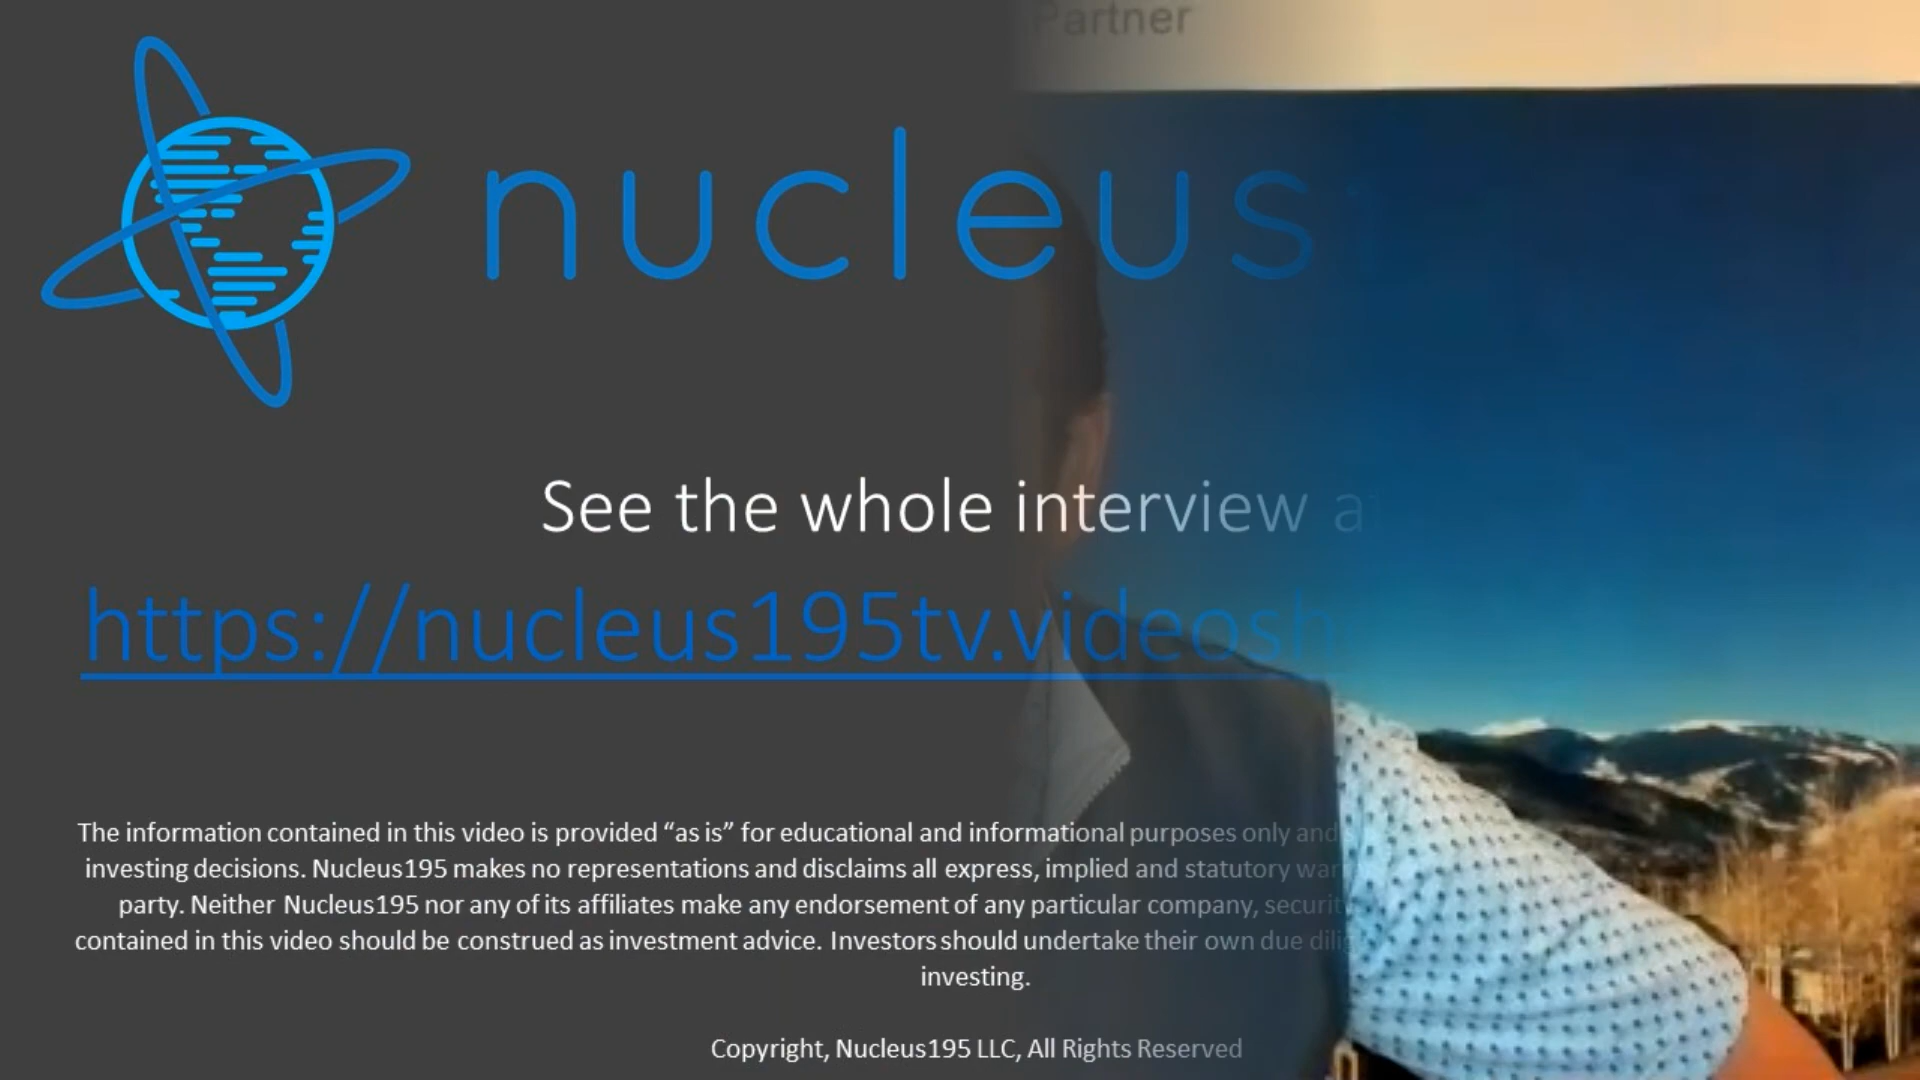 Partner
nucleus
See the whole interview
https://nucleus195tv.videosh
The information contained in this video is provided “as is” for educational and informational purposes only and
investing decisions. Nucleus195 makes no representations and disclaims all express, implied and statutory
party. Neither Nucleus195 nor any of its affiliates make any endorsement of any particular company,
contained in this video should be construed as investment advice. Investors should undertake their own due
investing.
Copyright, Nucleus195 LLC, All Rights Reserved